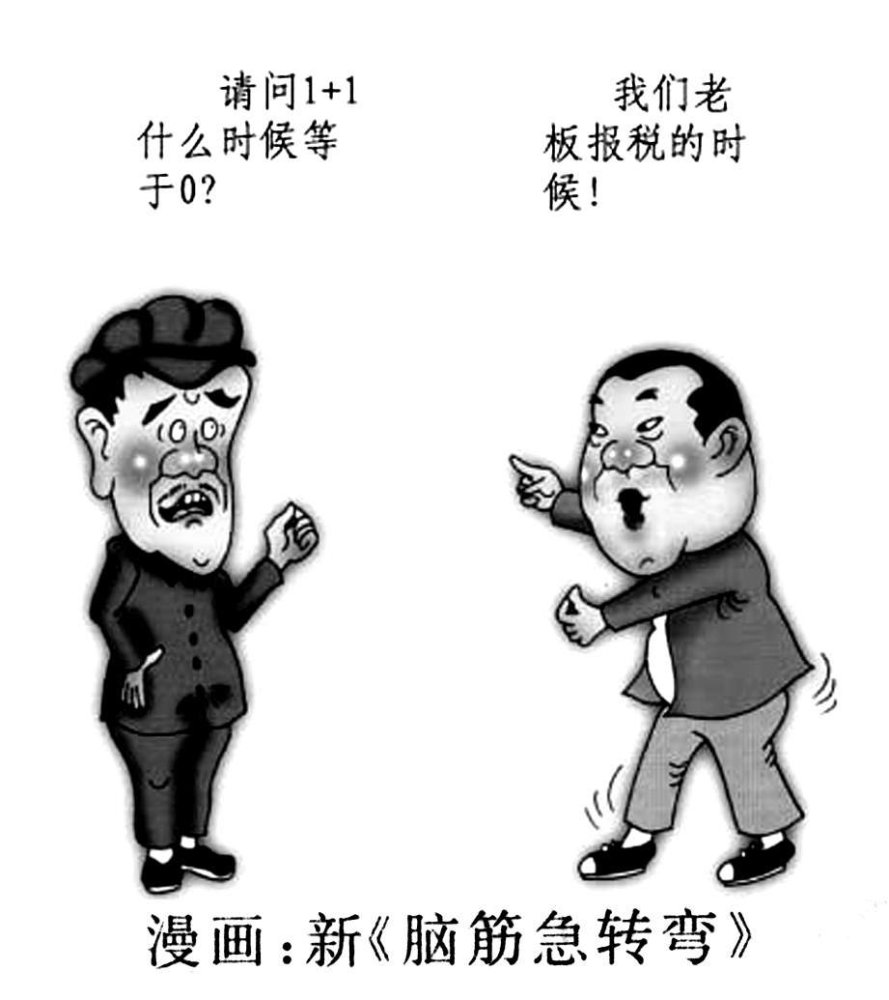 请问1+1
什么时候等
于0?
我们老
板报税的时
候!
漫画:新《脑筋急转弯》